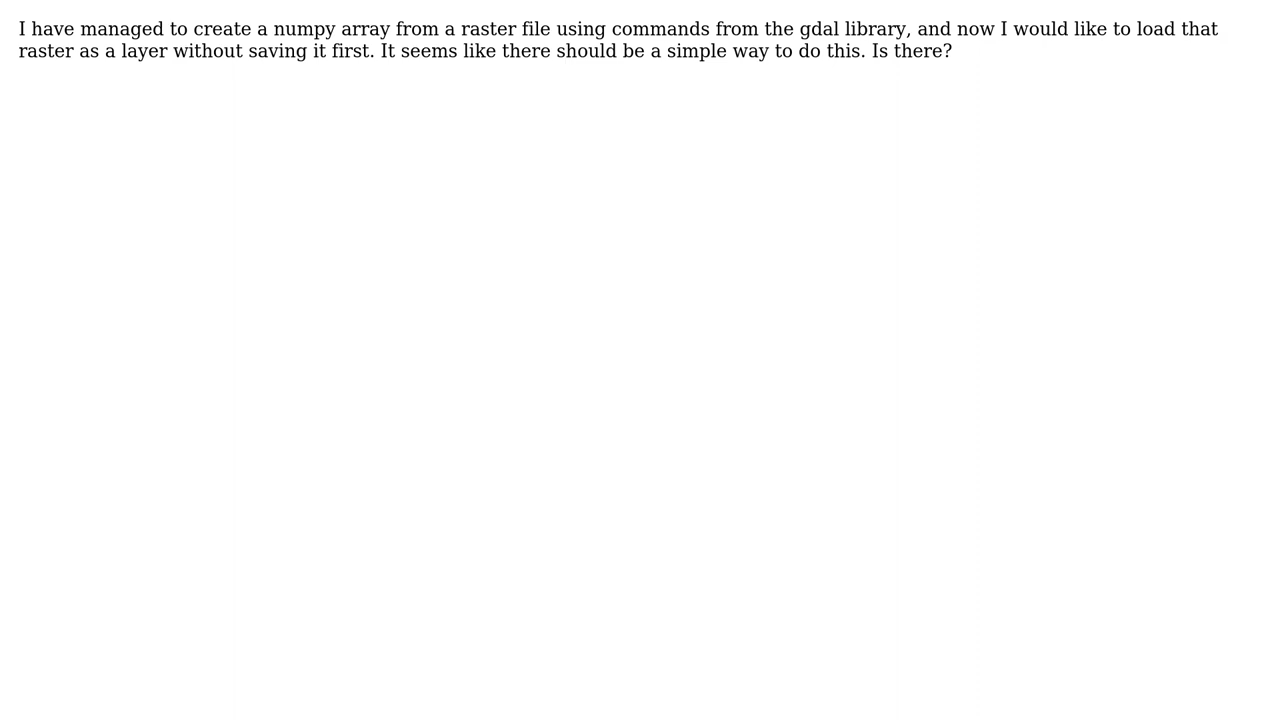 I have managed to create a numpy array from a raster file using commands from the gdal library, and now I would like to load that
raster as a layer without saving it first. It seems like there should be a simple way to do this. Is there?